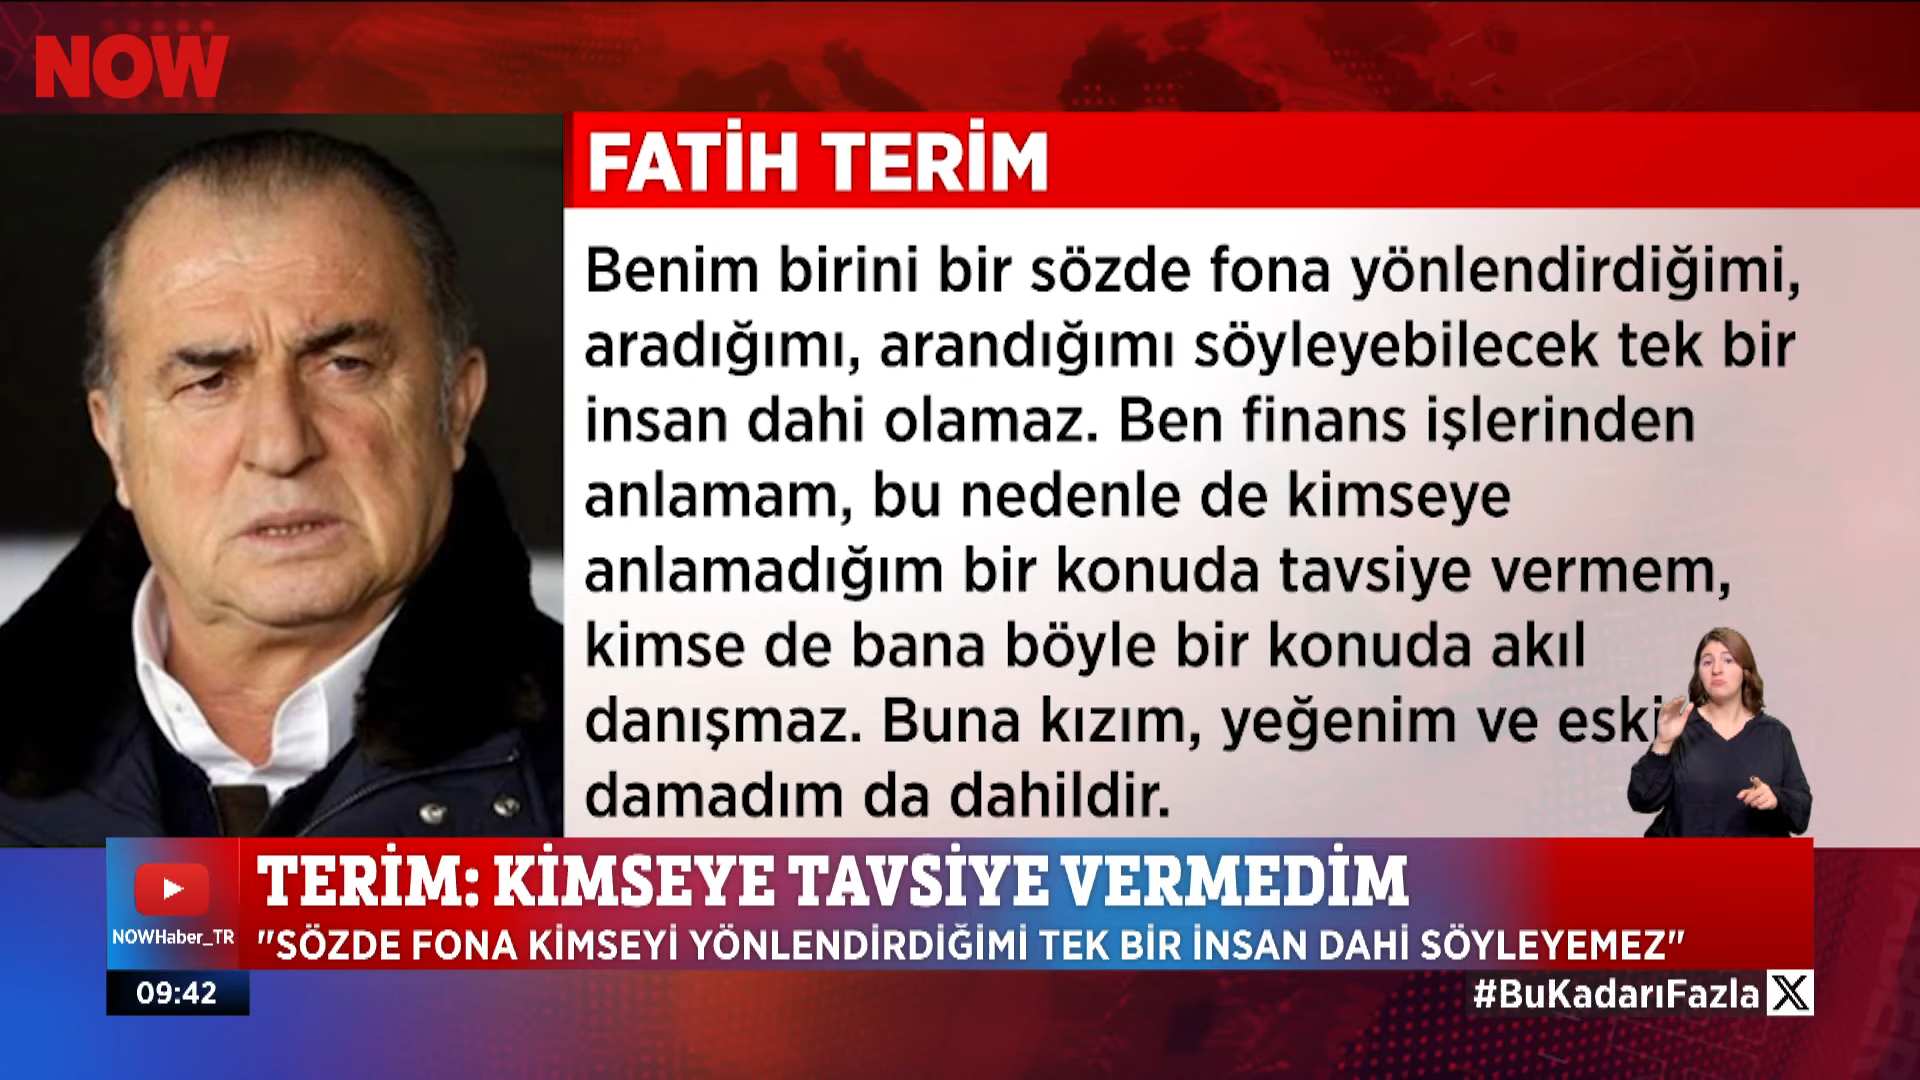 NOW
FATİH TERİM
Benim birini bir sözde fona yönlendirdiğimi,
aradığımı, arandığımı söyleyebilecek tek bir
insan dahi olamaz. Ben finans işlerinden
anlamam, bu nedenle de kimseye
anlamadığım bir konuda tavsiye vermem,
kimse de bana böyle bir konuda akıl
danışmaz. Buna kızım, yeğenim ve eski
damadım da dahildir.
TERİM: KİMSEYE TAVSİYE VERMEDİM
NOWHaber_TR
"SÖZDE FONA KİMSEYİ YÖNLENDİRDİĞİMİ TEK BİR İNSAN DAHİ SÖYLEYEMEZ"
09:42
#BuKadarıFazla X